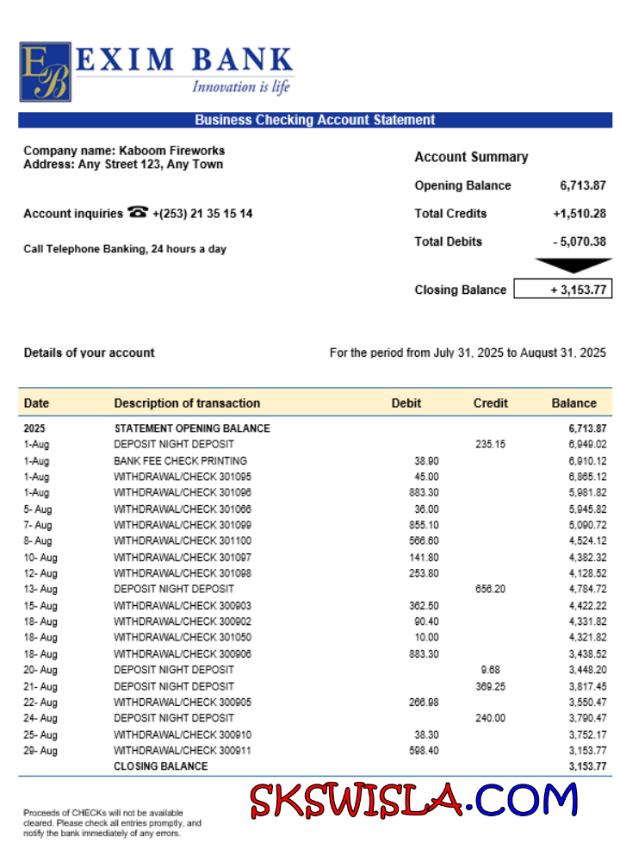 EB EXIM BANK
Innovation is life
Business Checking Account Statement
Company name: Kaboom Fireworks
Address: Any Street 123, Any Town
Account inquiries ☎ +(253) 21 35 15 14
Call Telephone Banking, 24 hours a day
Account Summary
Opening Balance 6,713.87
Total Credits +1,510.28
Total Debits - 5,070.38
Closing Balance + 3,153.77
Details of your account For the period from July 31, 2025 to August 31, 2025
Date Description of transaction Debit Credit Balance
2025 STATEMENT OPENING BALANCE 6,713.87
1-Aug DEPOSIT NIGHT DEPOSIT 235.15 6,949.02
1-Aug BANK FEE CHECK PRINTING 38.90 6,910.12
1-Aug WITHDRAWAL/CHECK 301095 45.00 6,865.12
1-Aug WITHDRAWAL/CHECK 301096 883.30 5,981.82
5- Aug WITHDRAWAL/CHECK 301066 36.00 5,945.82
7- Aug WITHDRAWAL/CHECK 301099 855.10 5,090.72
8- Aug WITHDRAWAL/CHECK 301100 566.60 4,524.12
10- Aug WITHDRAWAL/CHECK 301097 141.80 4,382.32
12- Aug WITHDRAWAL/CHECK 301098 253.80 4,128.52
13- Aug DEPOSIT NIGHT DEPOSIT 656.20 4,784.72
15- Aug WITHDRAWAL/CHECK 300903 362.50 4,422.22
18- Aug WITHDRAWAL/CHECK 300902 90.40 4,331.82
18- Aug WITHDRAWAL/CHECK 301050 10.00 4,321.82
18- Aug WITHDRAWAL/CHECK 300906 883.30 3,438.52
20- Aug DEPOSIT NIGHT DEPOSIT 9.68 3,448.20
21- Aug DEPOSIT NIGHT DEPOSIT 369.25 3,817.45
22- Aug WITHDRAWAL/CHECK 300905 266.98 3,550.47
24- Aug DEPOSIT NIGHT DEPOSIT 240.00 3,790.47
25- Aug WITHDRAWAL/CHECK 300910 38.30 3,752.17
29- Aug WITHDRAWAL/CHECK 300911 598.40 3,153.77
CLOSING BALANCE 3,153.77
SKSWISLA.COM
Proceeds of CHECKs will not be available
cleared. Please check all entries promptly, and
notify the bank immediately of any errors.